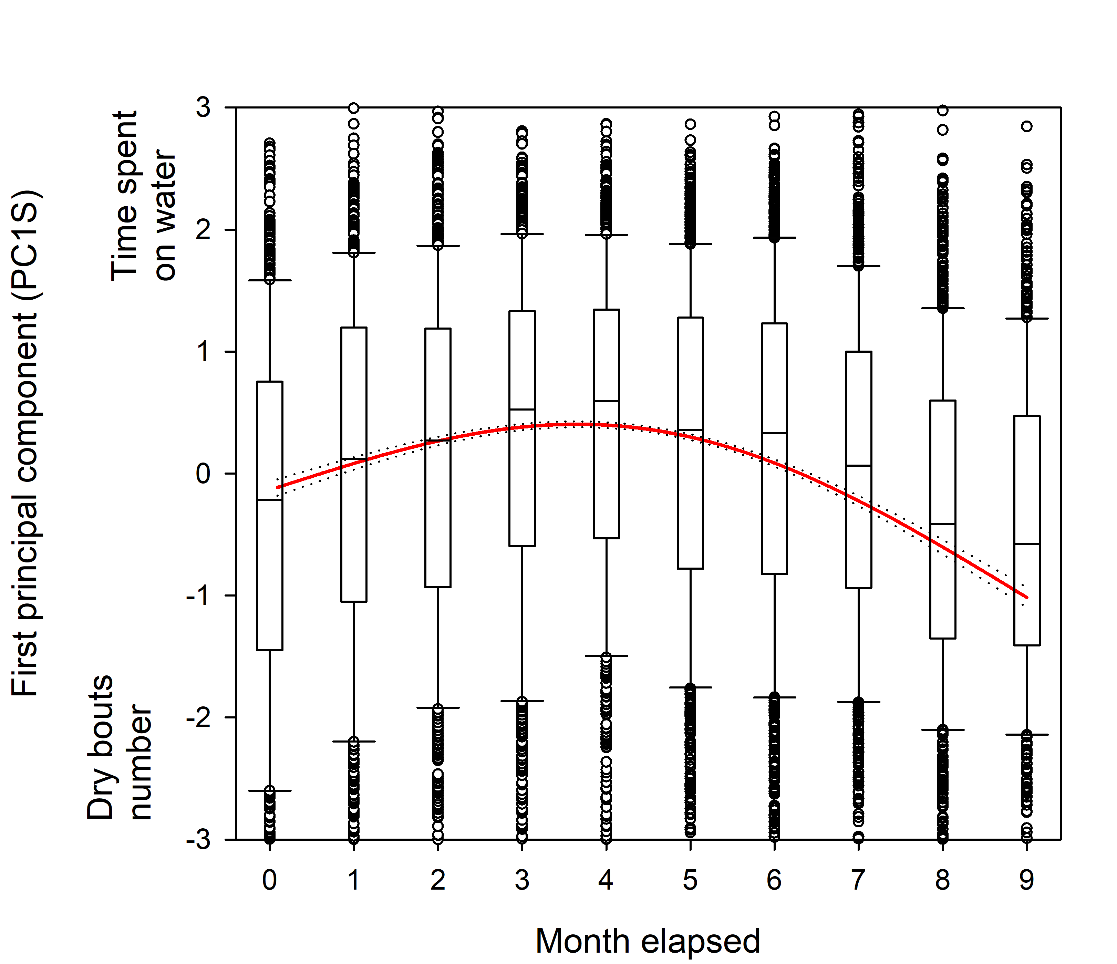 First principal component (PC1S)
Time spent
on water
Dry bouts
number
3
2
1
0
-1
-2
-3
0 1 2 3 4 5 6 7 8 9
Month elapsed